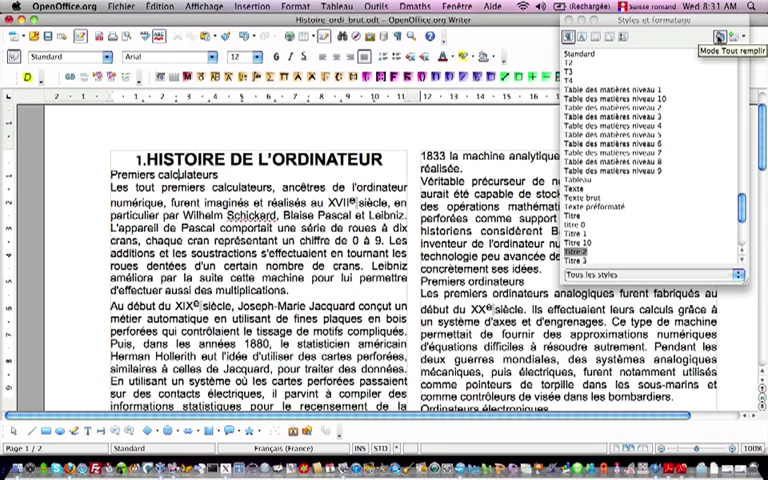 OpenOffice.org Fichier Édition Affichage Insertion Format Tableau Outils Données Fenêtre Aide (Rechargée) Suisse romand Wed 8:31 AM
Histoire_ordi_brut.odt - OpenOffice.org Writer
Styles et formatage
Standard Arial 12
Mode Tout remplir
Standard
T2
T3
T4
Table des matières niveau 1
Table des matières niveau 10
Table des matières niveau 2
Table des matières niveau 3
Table des matières niveau 4
Table des matières niveau 5
Table des matières niveau 6
Table des matières niveau 7
Table des matières niveau 8
Table des matières niveau 9
Tableau
Texte
Texte brut
Texte préformaté
Titre
titre 0
Titre 1
Titre 10
Titre 2
Titre 3
Tous les styles
1.HISTOIRE DE L'ORDINATEUR
Premiers calculateurs
Les tout premiers calculateurs, ancêtres de l'ordinateur
numérique, furent imaginés et réalisés au XVIIe siècle, en
particulier par Wilhelm Schickard, Blaise Pascal et Leibniz.
L'appareil de Pascal comportait une série de roues à dix
crans, chaque cran représentant un chiffre de 0 à 9. Les
additions et les soustractions s'effectuaient en tournant les
roues dentées d'un certain nombre de crans. Leibniz
améliora par la suite cette machine pour lui permettre
d'effectuer aussi des multiplications.
Au début du XIXe siècle, Joseph-Marie Jacquard conçut un
métier automatique en utilisant de fines plaques en bois
perforées qui contrôlaient le tissage de motifs compliqués.
Puis, dans les années 1880, le statisticien américain
Herman Hollerith eut l'idée d'utiliser des cartes perforées,
similaires à celles de Jacquard, pour traiter des données.
En utilisant un système où les cartes perforées passaient
sur des contacts électriques, il parvint à compiler des
informations statistiques pour le recensement de la
1833 la machine analytique
réalisée.
Véritable précurseur de
aurait été capable de
des opérations
perforées comme support
historiens considèrent
inventeur de l'ordinateur
technologie peu
concrètement ses idées.
Premiers ordinateurs
Les premiers ordinateurs analogiques furent fabriqués au
début du XXe siècle. Ils effectuaient leurs calculs grâce à
un système d'axes et d'engrenages. Ce type de machine
permettait de fournir des approximations numériques
d'équations difficiles à résoudre autrement. Pendant les
deux guerres mondiales, des systèmes analogiques
mécaniques, puis électriques, furent notamment utilisés
comme pointeurs de torpille dans les sous-marins et
comme contrôleurs de visée dans les bombardiers.
Ordinateurs électroniques
Page 1 / 2 Standard Français (France) INS STD * 100%